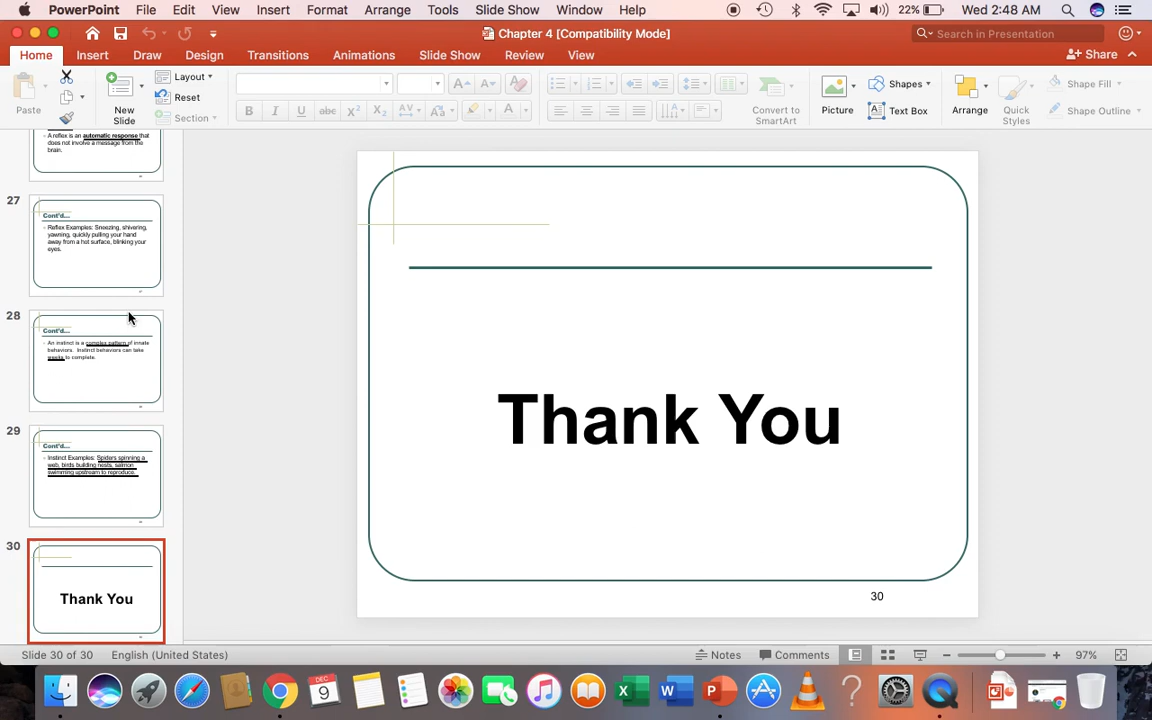 PowerPoint File Edit View Insert Format Arrange Tools Slide Show Window Help 22% Wed 2:48 AM
Chapter 4 [Compatibility Mode] Search in Presentation
Home Insert Draw Design Transitions Animations Slide Show Review View Share
Paste New Slide Layout Reset Section
B I U abc X² X₂ AV Aa A
Convert to SmartArt Picture Shapes Text Box Arrange Quick Styles Shape Fill Shape Outline
A reflex is an automatic response that
does not involve a message from the
brain.
27
Cont'd...
Reflex Examples: Sneezing, shivering,
yawning, quickly pulling your hand
away from a hot surface, blinking your
eyes.
28
Cont'd...
An instinct is a complex pattern of innate
behaviors. Instinct behaviors can take
weeks to complete.
29
Cont'd...
Instinct Examples: Spiders spinning a
web, birds building nests, salmon
swimming upstream to reproduce.
30
Thank You
Thank You
30
Slide 30 of 30 English (United States) Notes Comments 97%
DEC
9